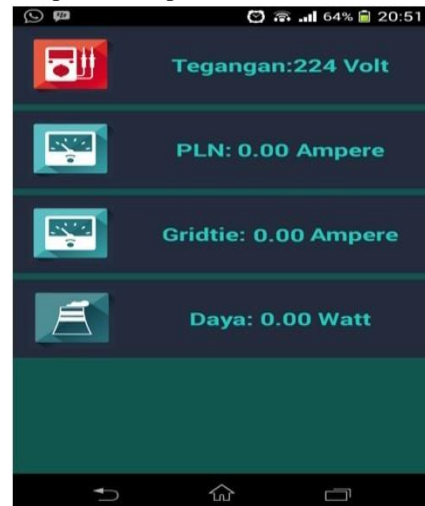 64% 20:51
Tegangan:224 Volt
PLN: 0.00 Ampere
Gridtie: 0.00 Ampere
Daya: 0.00 Watt